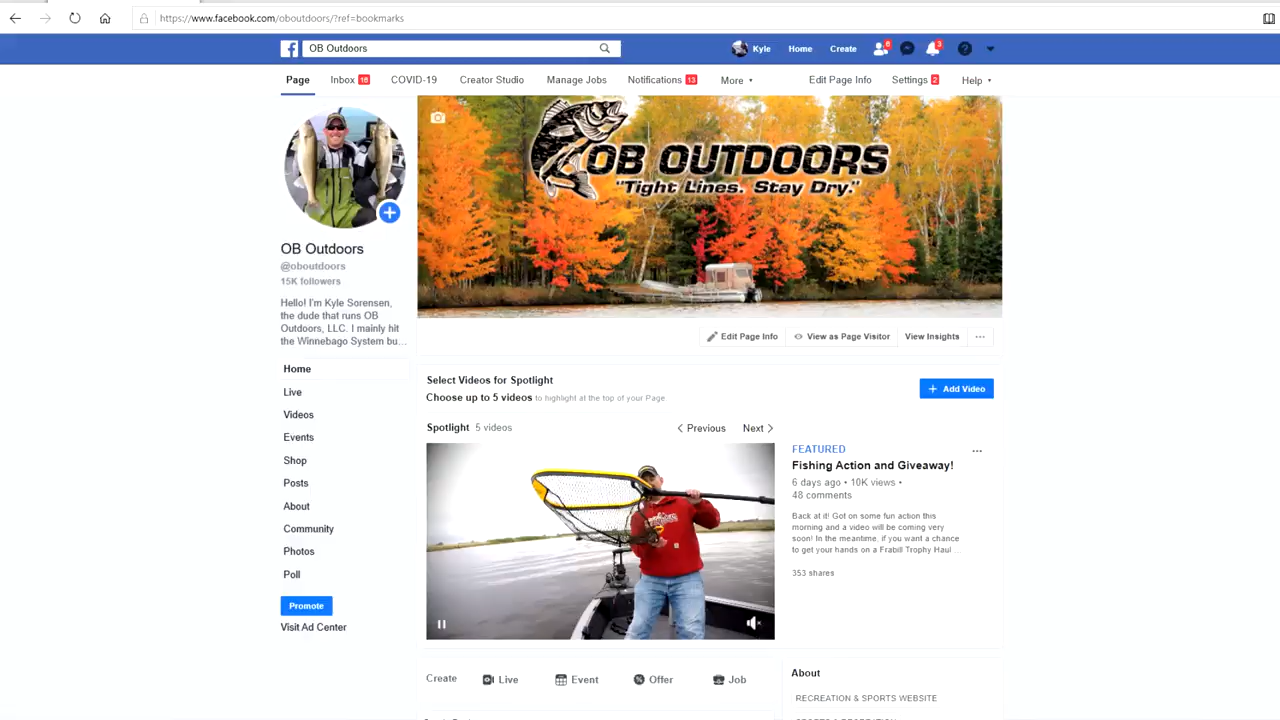 https://www.facebook.com/oboutdoors/?ref=bookmarks
OB Outdoors
Kyle Home Create 6 3
Page Inbox 16 COVID-19 Creator Studio Manage Jobs Notifications 13 More Edit Page Info Settings 2 Help
OB OUTDOORS
"Tight Lines. Stay Dry."
OB Outdoors
@oboutdoors
15K followers
Hello! I'm Kyle Sorensen,
the dude that runs OB
Outdoors, LLC. I mainly hit
the Winnebago System bu...
Home
Live
Videos
Events
Shop
Posts
About
Community
Photos
Poll
Promote
Visit Ad Center
Edit Page Info View as Page Visitor View Insights ...
Select Videos for Spotlight
Choose up to 5 videos to highlight at the top of your Page.
+ Add Video
Spotlight 5 videos Previous Next
FEATURED ...
Fishing Action and Giveaway!
6 days ago • 10K views •
48 comments
Back at it! Got on some fun action this
morning and a video will be coming very
soon! In the meantime, if you want a chance
to get your hands on a Frabill Trophy Haul ...
353 shares
Create Live Event Offer Job
About
RECREATION & SPORTS WEBSITE